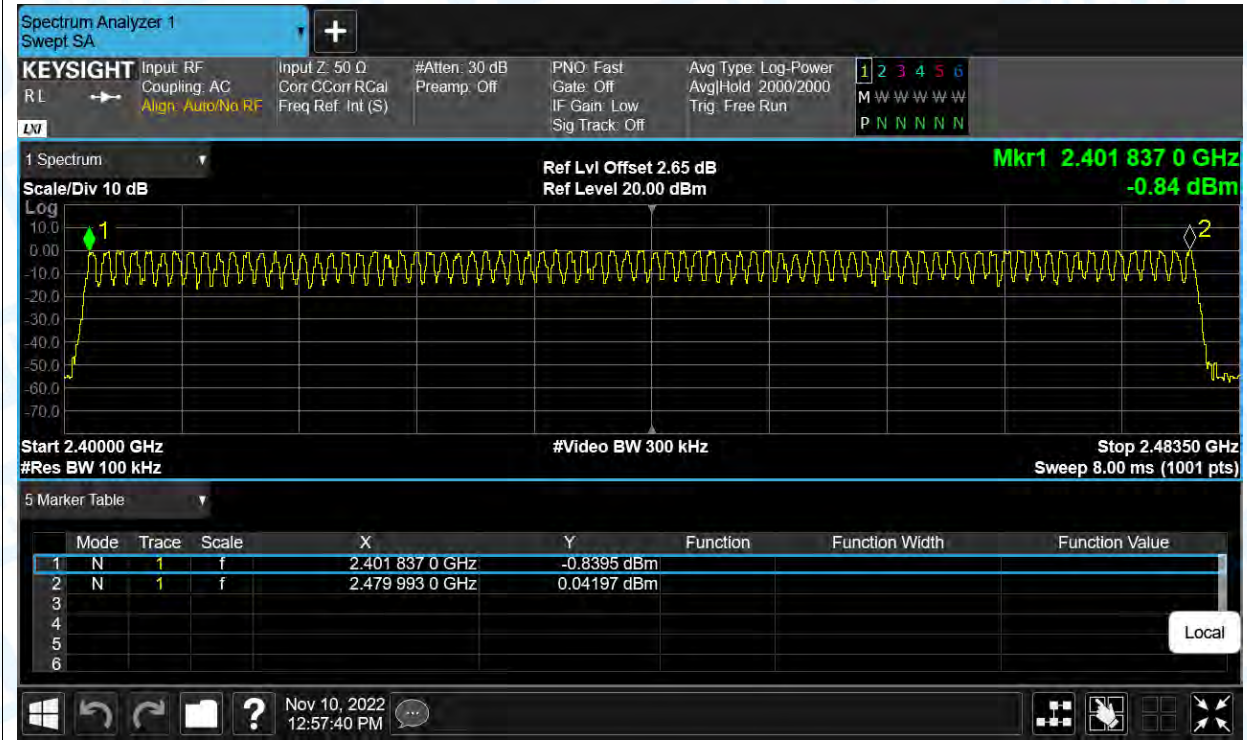 Spectrum Analyzer 1
Swept SA
+
KEYSIGHT Input: RF Input Z: 50 Ω #Atten: 30 dB PNO: Fast Avg Type: Log-Power 1 2 3 4 5 6
RL Coupling: AC Corr CCorr RCal Preamp: Off Gate: Off Avg|Hold: 2000/2000 M W W W W W
Align: Auto/No RF Freq Ref: Int (S) IF Gain: Low Trig: Free Run
LXI Sig Track: Off P N N N N N
1 Spectrum Ref Lvl Offset 2.65 dB Mkr1 2.401 837 0 GHz
Scale/Div 10 dB Ref Level 20.00 dBm -0.84 dBm
Log
10.0 1 2
0.00
-10.0
-20.0
-30.0
-40.0
-50.0
-60.0
-70.0
Start 2.40000 GHz #Video BW 300 kHz Stop 2.48350 GHz
#Res BW 100 kHz Sweep 8.00 ms (1001 pts)
5 Marker Table
Mode Trace Scale X Y Function Function Width Function Value
1 N 1 f 2.401 837 0 GHz -0.8395 dBm
2 N 1 f 2.479 993 0 GHz 0.04197 dBm
3
4
5
6
Local
? Nov 10, 2022
12:57:40 PM